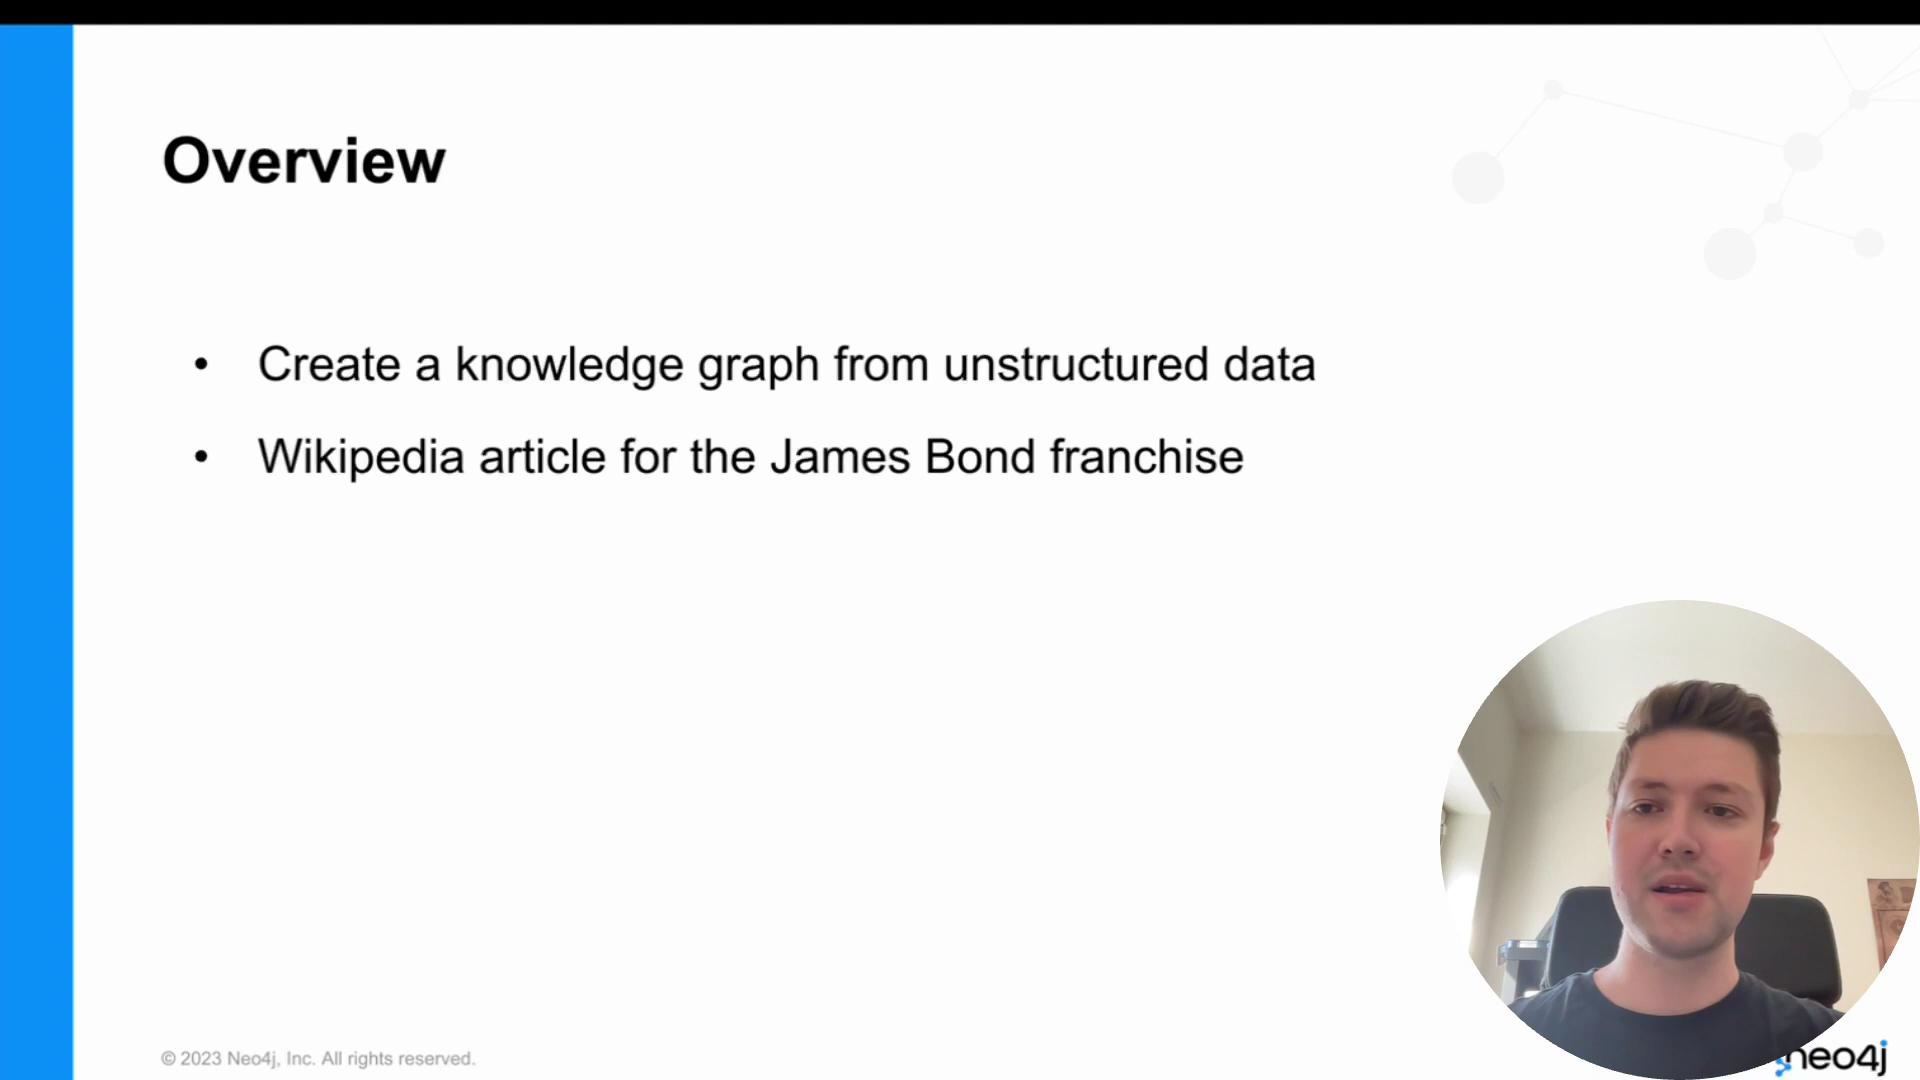 Overview
• Create a knowledge graph from unstructured data
• Wikipedia article for the James Bond franchise
© 2023 Neo4j, Inc. All rights reserved.
neo4j